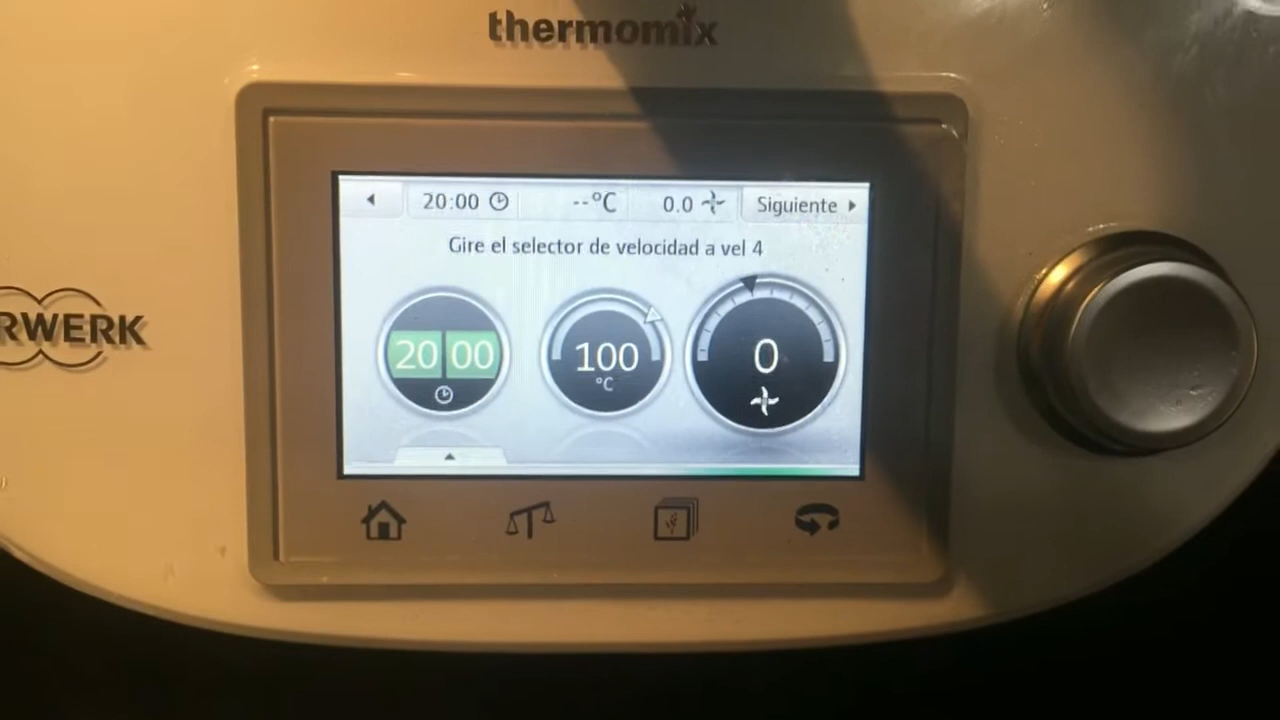 thermomix
20:00 --°C 0.0 Siguiente
Gire el selector de velocidad a vel 4
20 00 100 0
°C
RWERK